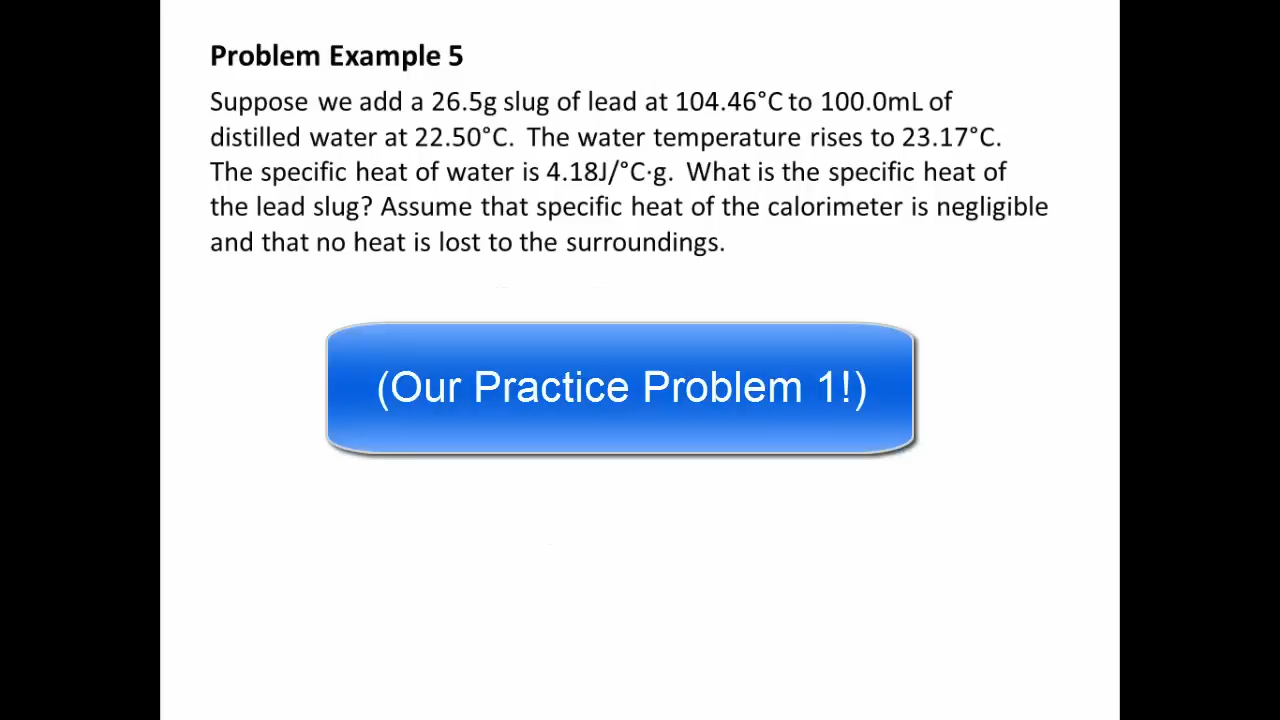 Problem Example 5
Suppose we add a 26.5g slug of lead at 104.46°C to 100.0mL of
distilled water at 22.50°C.  The water temperature rises to 23.17°C.
The specific heat of water is 4.18J/°C·g.  What is the specific heat of
the lead slug? Assume that specific heat of the calorimeter is negligible
and that no heat is lost to the surroundings.
(Our Practice Problem 1!)